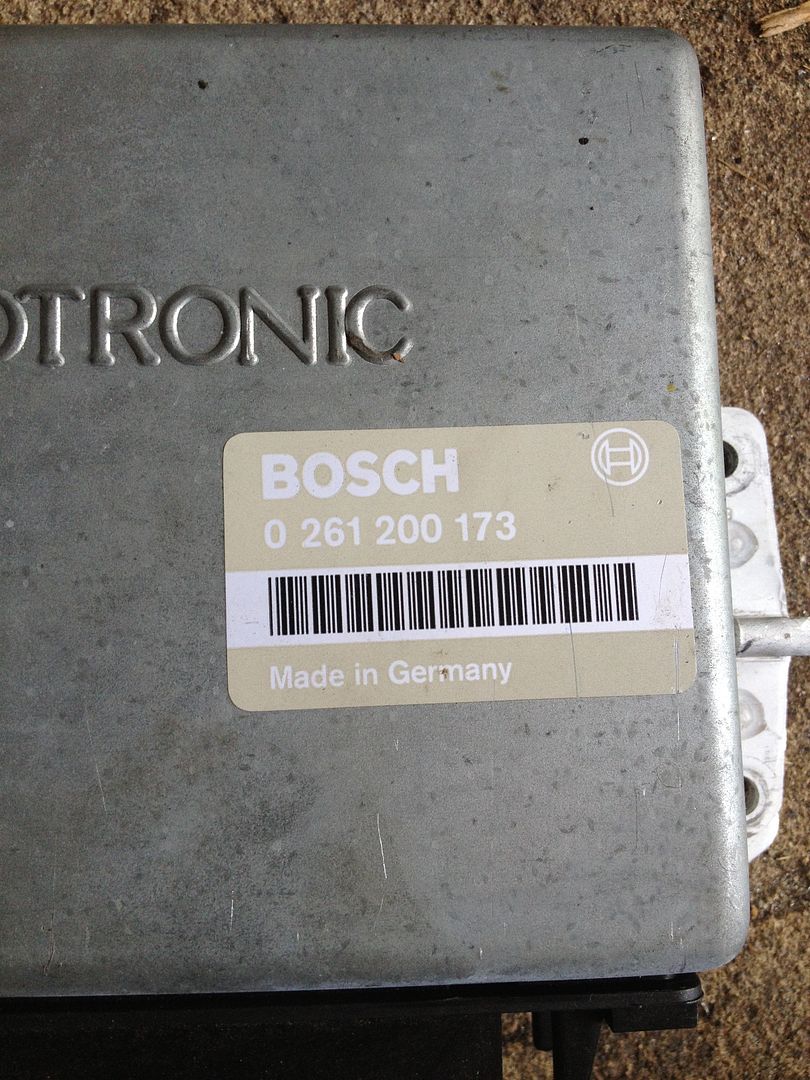 OTRONIC
BOSCH
0 261 200 173
Made in Germany